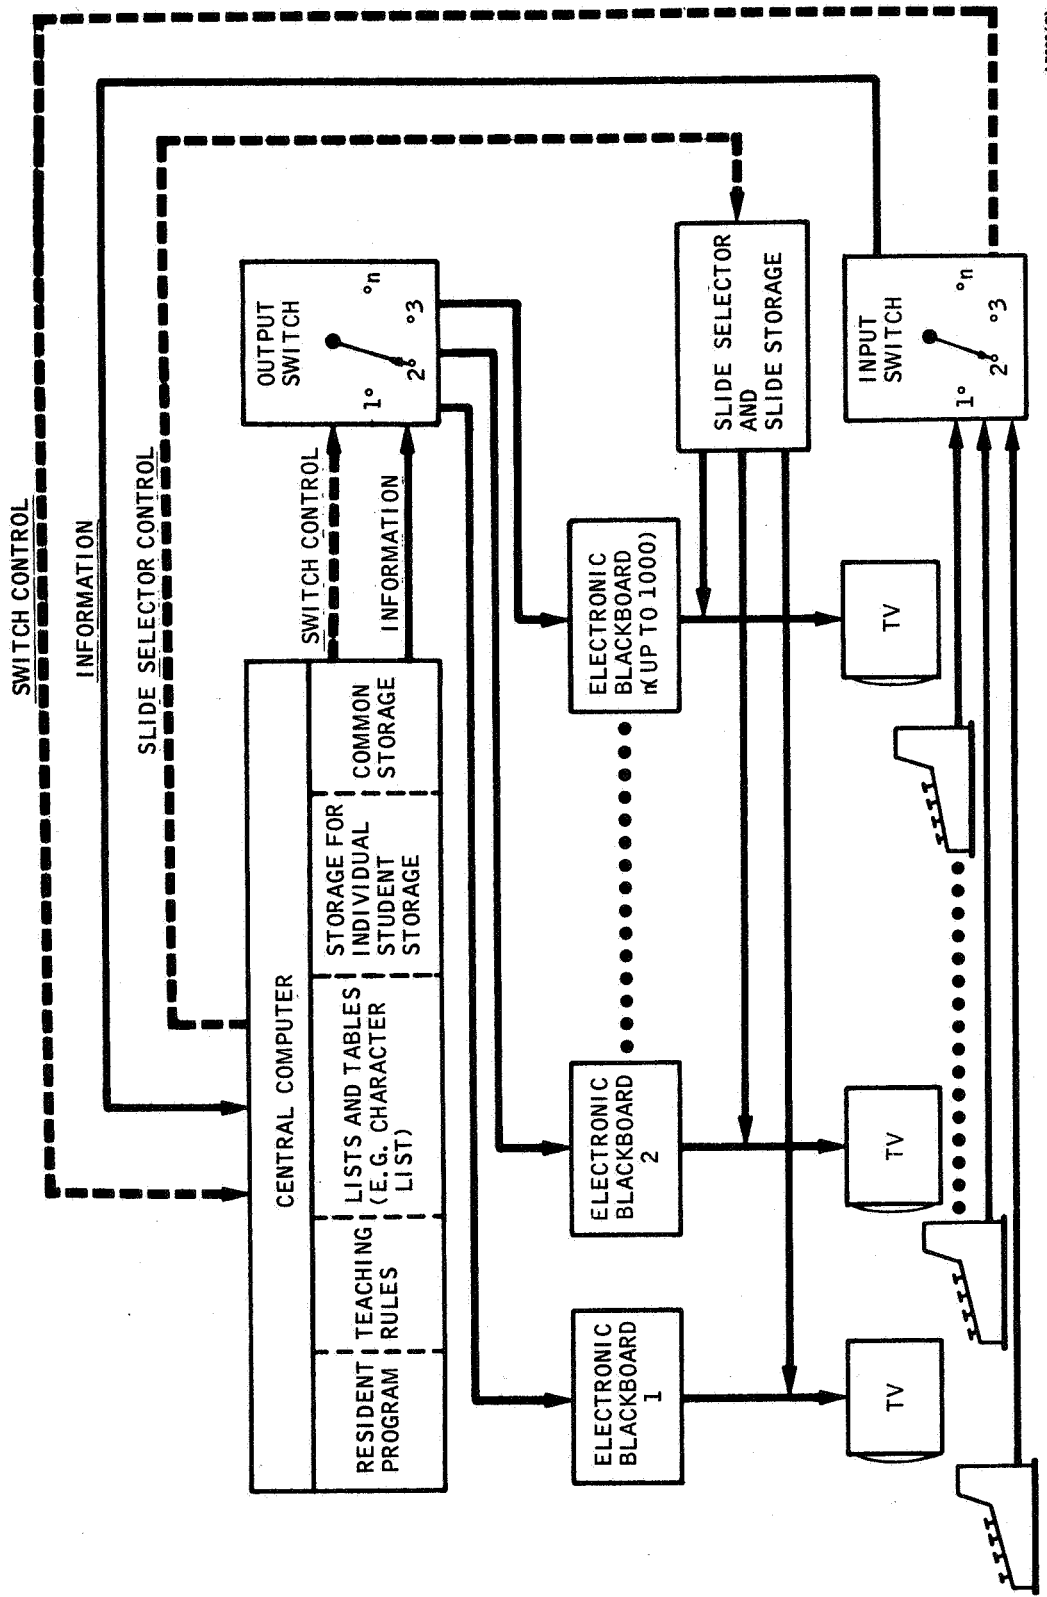 SWITCH CONTROL
INFORMATION
SLIDE SELECTOR CONTROL
CENTRAL COMPUTER
RESIDENT
PROGRAM
TEACHING
RULES
LISTS AND TABLES
(E.G. CHARACTER
LIST)
STORAGE FOR
INDIVIDUAL
STUDENT
STORAGE
COMMON
STORAGE
SWITCH CONTROL
INFORMATION
OUTPUT
SWITCH
1° 2° °3 °n
ELECTRONIC
BLACKBOARD
1
ELECTRONIC
BLACKBOARD
2
ELECTRONIC
BLACKBOARD
n(UP TO 1000)
SLIDE SELECTOR
AND
SLIDE STORAGE
TV
TV
TV
INPUT
SWITCH
1° 2° °3 °n